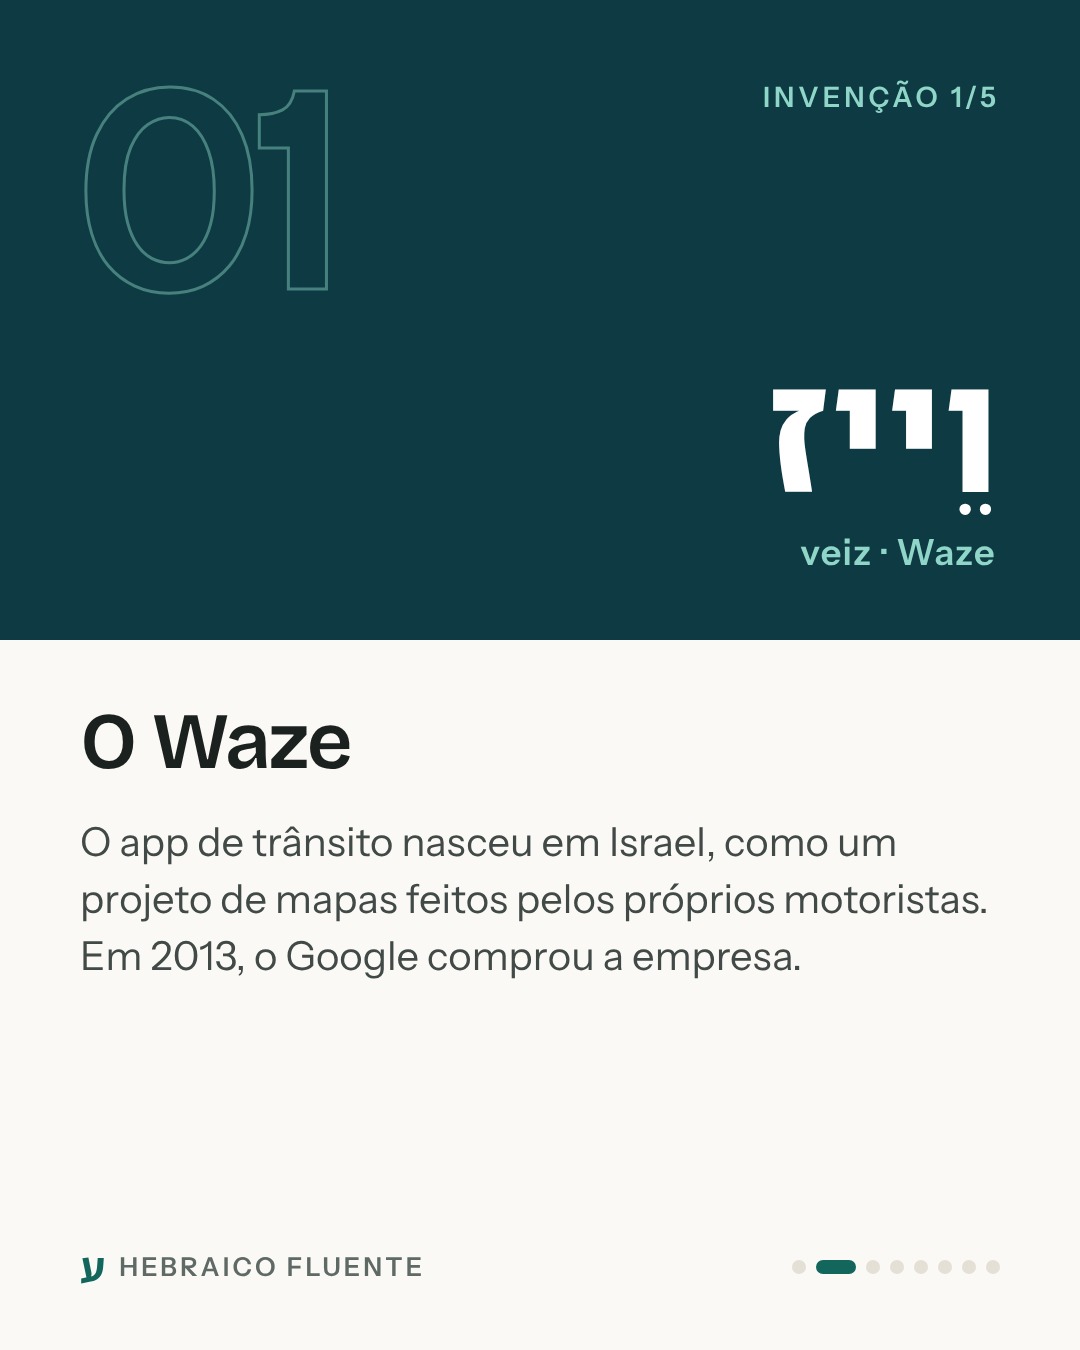 01
INVENÇÃO 1/5
וֵייז
veiz · Waze
O Waze
O app de trânsito nasceu em Israel, como um
projeto de mapas feitos pelos próprios motoristas.
Em 2013, o Google comprou a empresa.
ע HEBRAICO FLUENTE